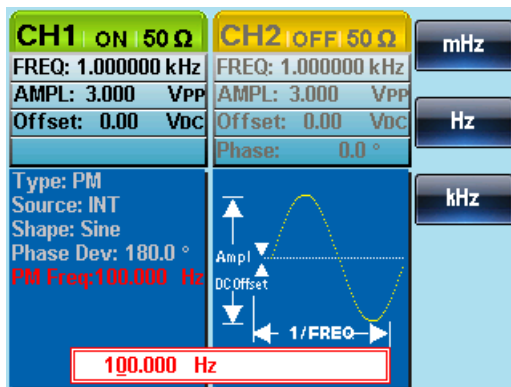 CH1 ON 50 Ω
FREQ: 1.000000 kHz
AMPL: 3.000 VPP
Offset: 0.00 VDC
CH2 OFF 50 Ω
FREQ: 1.000000 kHz
AMPL: 3.000 VPP
Offset: 0.00 VDC
Phase: 0.0 °
mHz
Hz
kHz
Type: PM
Source: INT
Shape: Sine
Phase Dev: 180.0 °
PM Freq:100.000 Hz
Ampl
DC Offset
1/FREQ
100.000 Hz